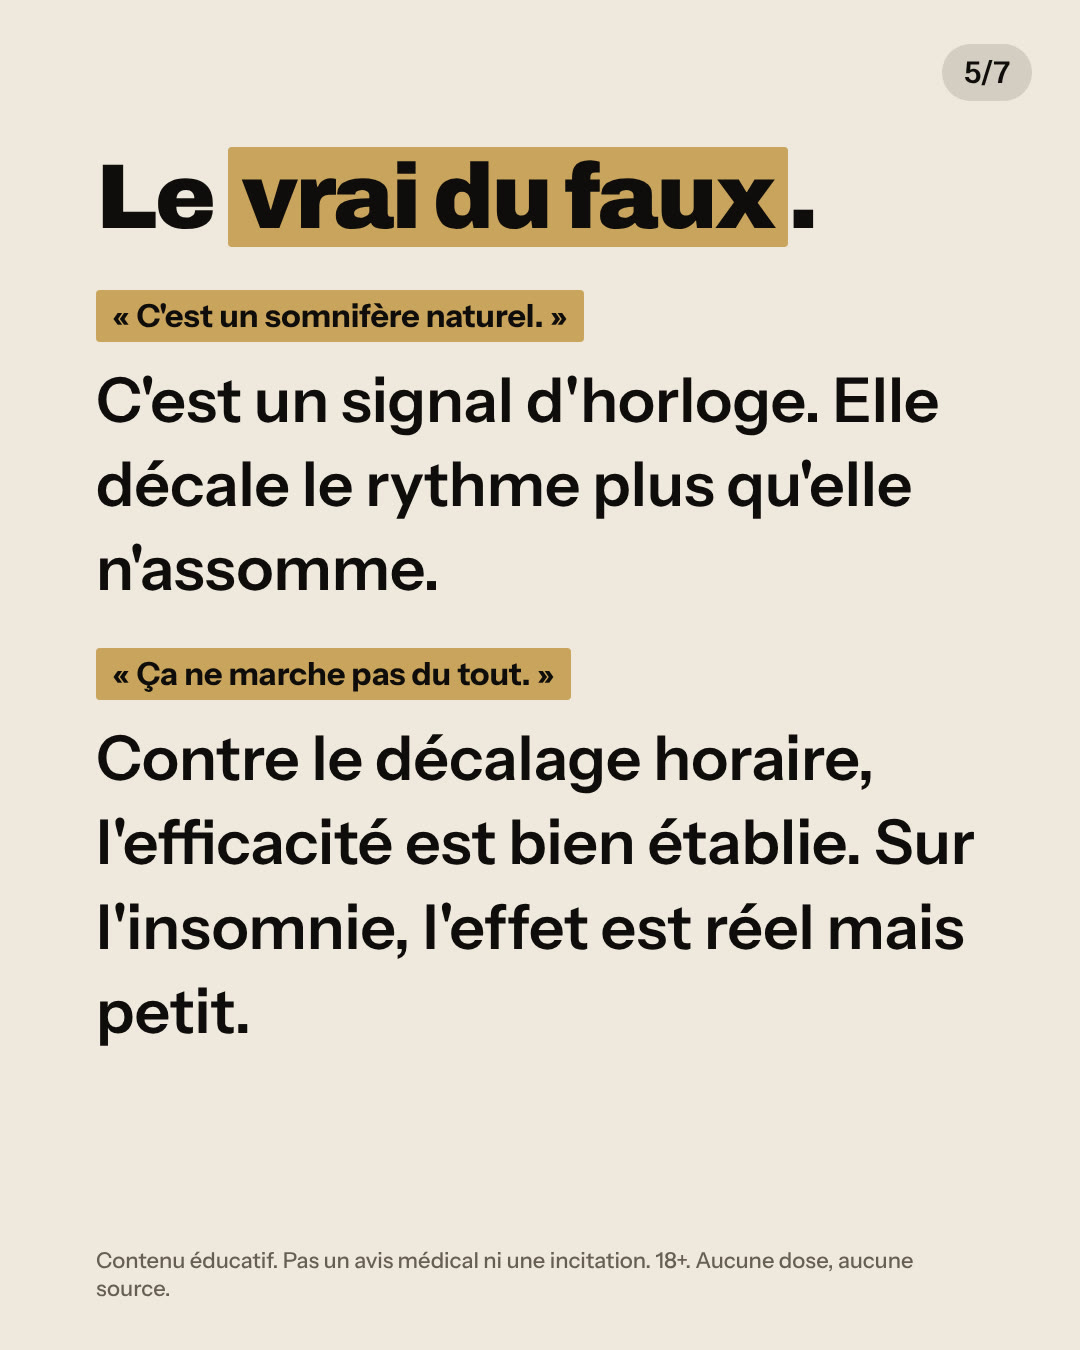 5/7
Le vrai du faux.
« C'est un somnifère naturel. »
C'est un signal d'horloge. Elle
décale le rythme plus qu'elle
n'assomme.
« Ça ne marche pas du tout. »
Contre le décalage horaire,
l'efficacité est bien établie. Sur
l'insomnie, l'effet est réel mais
petit.
Contenu éducatif. Pas un avis médical ni une incitation. 18+. Aucune dose, aucune
source.